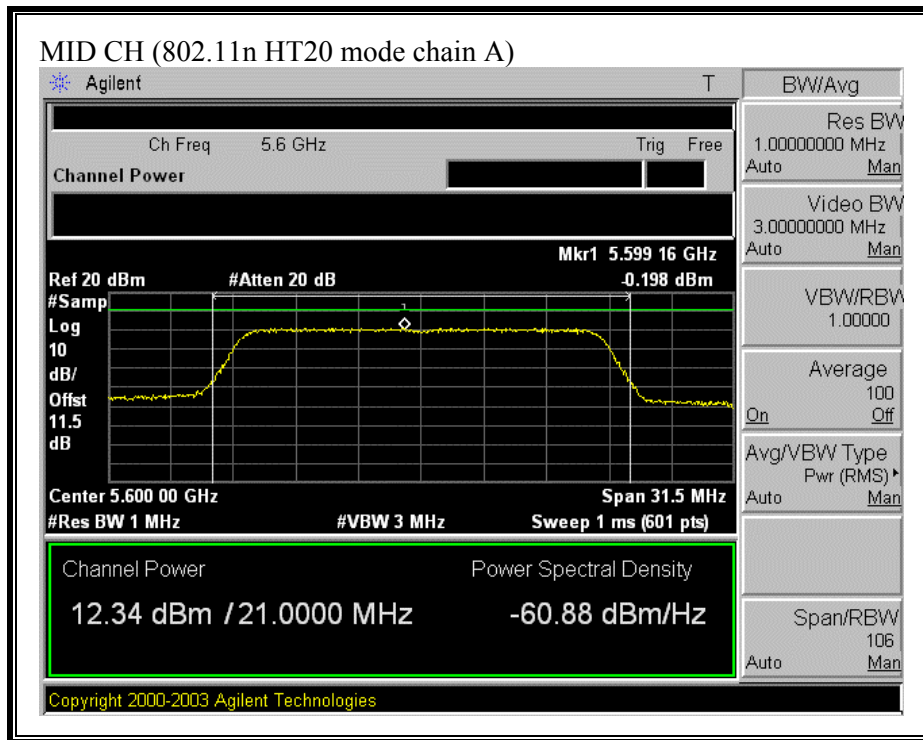 MID CH (802.11n HT20 mode chain A)
Agilent T
Ch Freq 5.6 GHz Trig Free
Channel Power
Mkr1 5.599 16 GHz
Ref 20 dBm #Atten 20 dB -0.198 dBm
#Samp
Log
10
dB/
Offst
11.5
dB
1
Center 5.600 00 GHz Span 31.5 MHz
#Res BW 1 MHz #VBW 3 MHz Sweep 1 ms (601 pts)
Channel Power Power Spectral Density
12.34 dBm / 21.0000 MHz -60.88 dBm/Hz
Copyright 2000-2003 Agilent Technologies
BW/Avg
Res BW
1.00000000 MHz
Auto Man
Video BW
3.00000000 MHz
Auto Man
VBW/RBW
1.00000
Average
100
On Off
Avg/VBW Type
Pwr (RMS)
Auto Man
Span/RBW
106
Auto Man